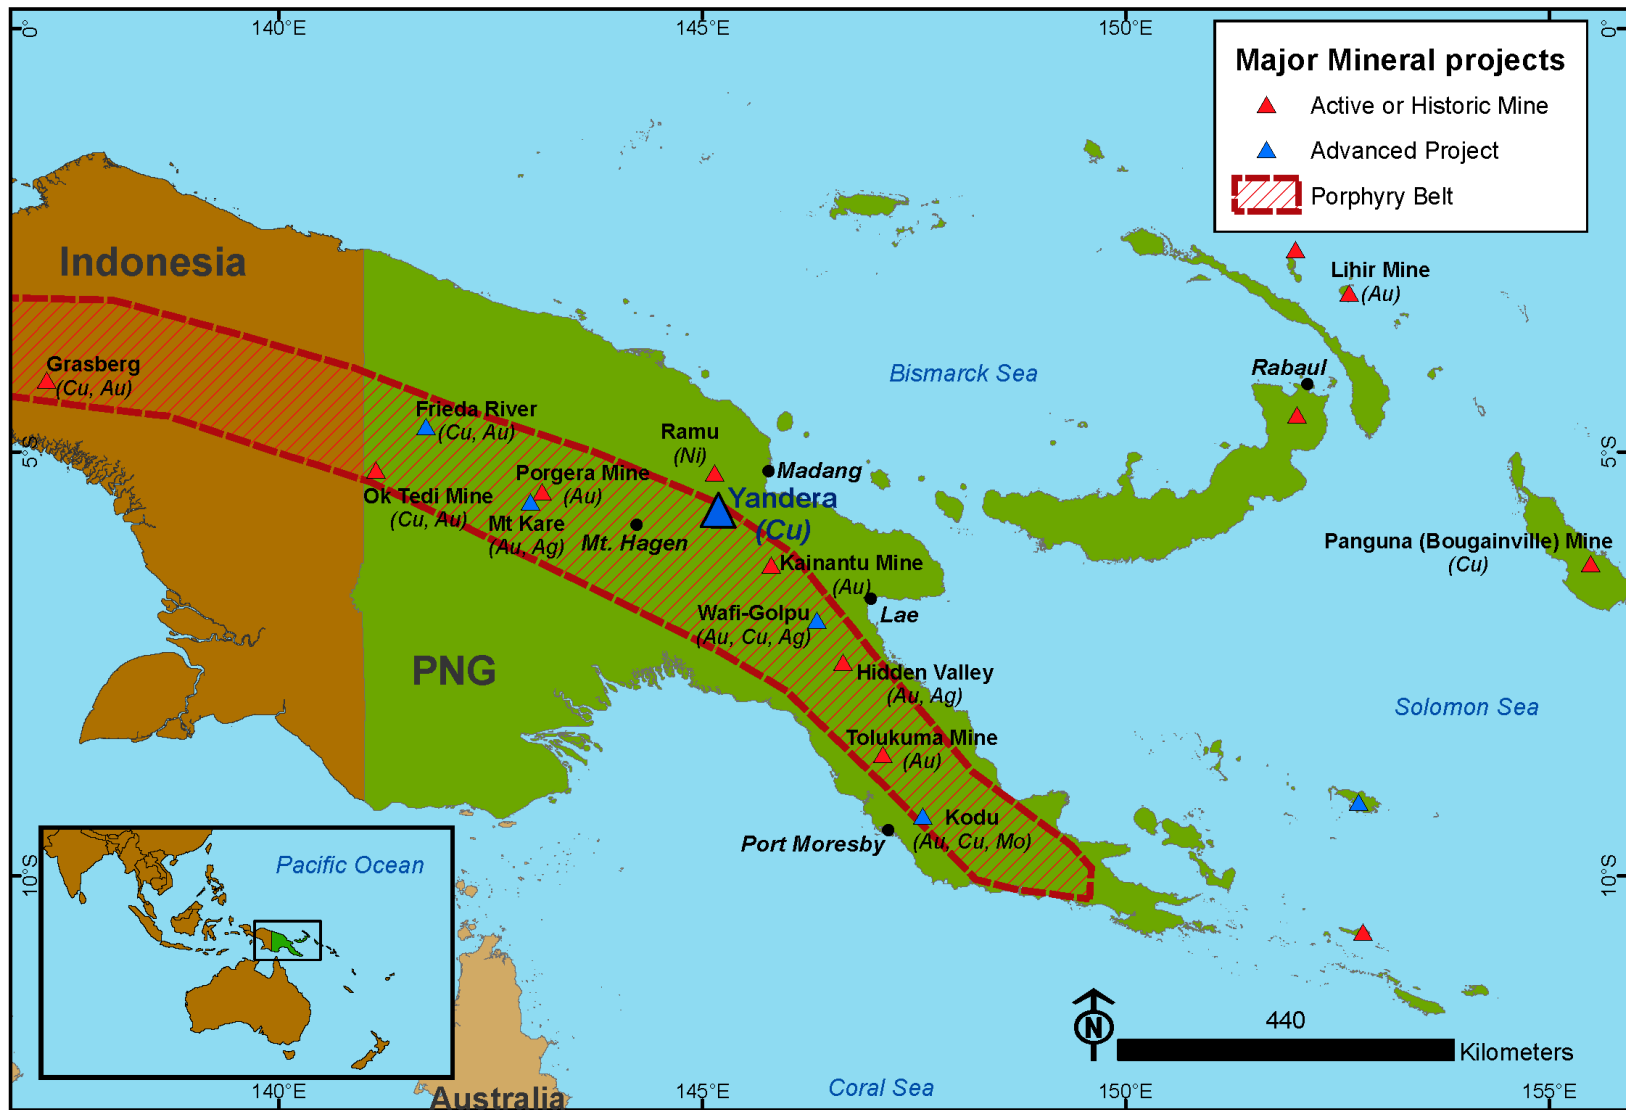 140°E
145°E
150°E
0°
0°
Major Mineral projects
Active or Historic Mine
Advanced Project
Porphyry Belt
Indonesia
Lihir Mine
(Au)
Grasberg
(Cu, Au)
Bismarck Sea
Rabaul
Frieda River
(Cu, Au)
Ramu
(Ni)
5°S
5°S
Porgera Mine
(Au)
Madang
Ok Tedi Mine
(Cu, Au)
Yandera
(Cu)
Mt Kare
(Au, Ag)
Mt. Hagen
Panguna (Bougainville) Mine
(Cu)
Kainantu Mine
(Au)
Lae
Wafi-Golpu
(Au, Cu, Ag)
PNG
Hidden Valley
(Au, Ag)
Solomon Sea
Tolukuma Mine
(Au)
Kodu
(Au, Cu, Mo)
Port Moresby
Pacific Ocean
10°S
10°S
N
440
Kilometers
Coral Sea
Australia
140°E
145°E
150°E
155°E